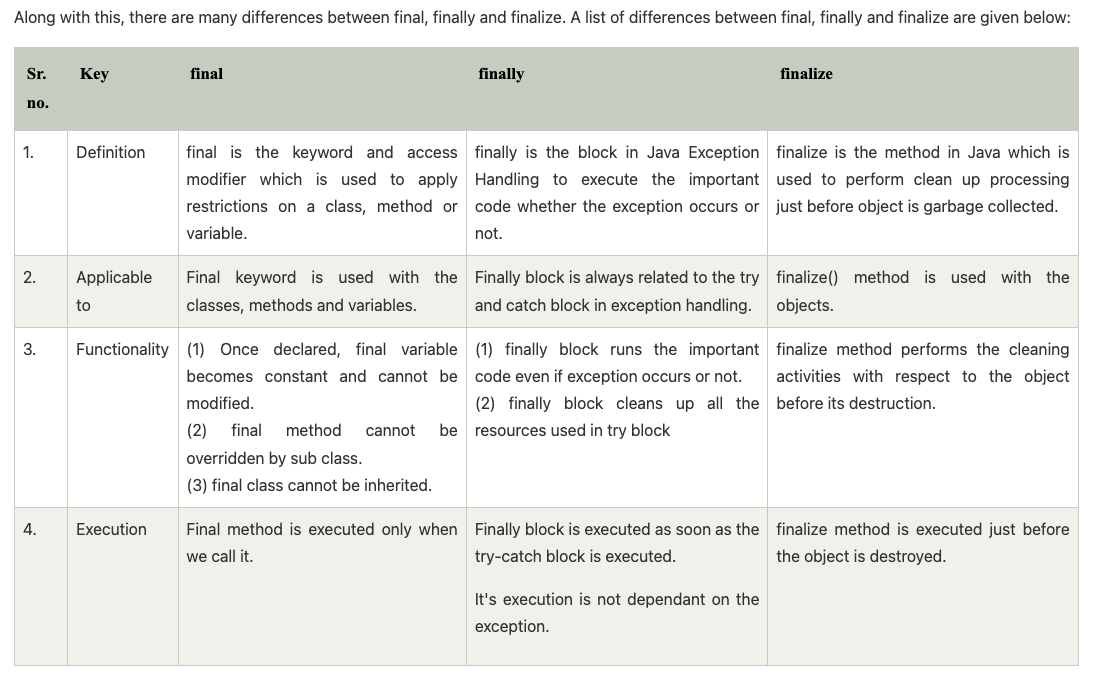 Along with this, there are many differences between final, finally and finalize. A list of differences between final, finally and finalize are given below:
Sr.
no.
Key
final
finally
finalize
1.
Definition
final is the keyword and access
modifier which is used to apply
restrictions on a class, method or
variable.
finally is the block in Java Exception
Handling to execute the important
code whether the exception occurs or
not.
finalize is the method in Java which is
used to perform clean up processing
just before object is garbage collected.
2.
Applicable
to
Final keyword is used with the
classes, methods and variables.
Finally block is always related to the try
and catch block in exception handling.
finalize() method is used with the
objects.
3.
Functionality
(1) Once declared, final variable
becomes constant and cannot be
modified.
(2) final method cannot be
overridden by sub class.
(3) final class cannot be inherited.
(1) finally block runs the important
code even if exception occurs or not.
(2) finally block cleans up all the
resources used in try block
finalize method performs the cleaning
activities with respect to the object
before its destruction.
4.
Execution
Final method is executed only when
we call it.
Finally block is executed as soon as the
try-catch block is executed.
It's execution is not dependant on the
exception.
finalize method is executed just before
the object is destroyed.